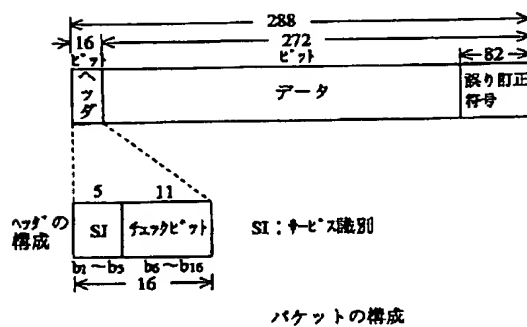 288
16
ビット
272
ビット
82
ヘッダ
データ
誤り訂正
符号
5
11
ヘッダの
構成
SI
チェックビット
SI：サービス識別
b1～b5
b6～b16
16
パケットの構成